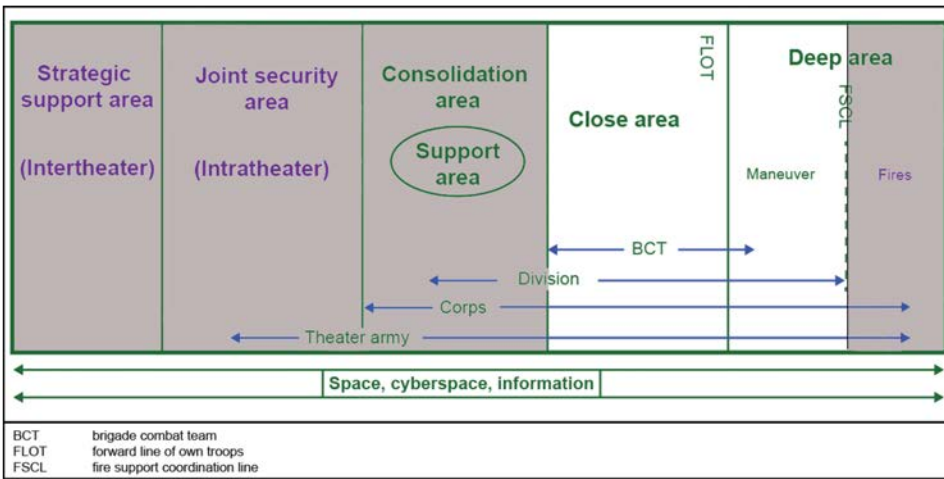 Strategic
support area
(Intertheater)
Joint security
area
(Intratheater)
Consolidation
area
Support
area
Close area
FLOT
Deep area
FSCL
Maneuver
Fires
BCT
Division
Corps
Theater army
Space, cyberspace, information
BCT brigade combat team
FLOT forward line of own troops
FSCL fire support coordination line